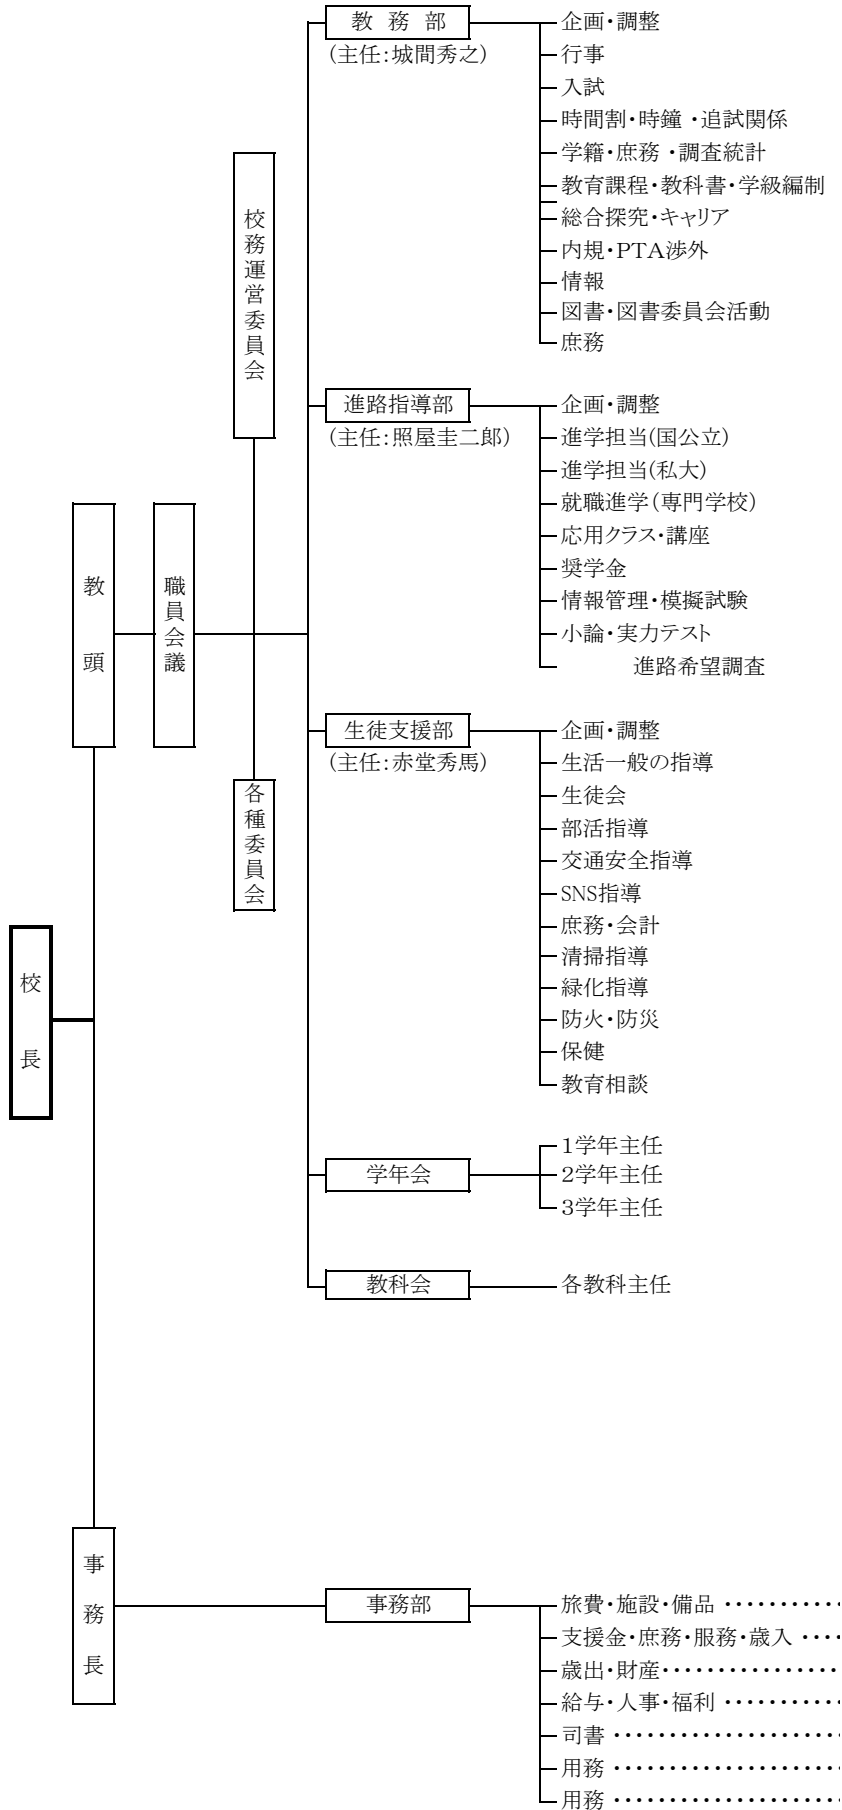 校長
教頭
職員会議
校務運営委員会
各種委員会
教 務 部
(主任:城間秀之)
企画・調整
行事
入試
時間割・時鐘 ・追試関係
学籍・庶務 ・調査統計
教育課程・教科書・学級編制
総合探究・キャリア
内規・PTA渉外
情報
図書・図書委員会活動
庶務
進路指導部
(主任:照屋圭二郎)
企画・調整
進学担当(国公立)
進学担当(私大)
就職進学(専門学校)
応用クラス・講座
奨学金
情報管理・模擬試験
小論・実力テスト
進路希望調査
生徒支援部
(主任:赤堂秀馬)
企画・調整
生活一般の指導
生徒会
部活指導
交通安全指導
SNS指導
庶務・会計
清掃指導
緑化指導
防火・防災
保健
教育相談
学年会
1学年主任
2学年主任
3学年主任
教科会
各教科主任
事務長
事務部
旅費・施設・備品 ・・・・・・・・・・・
支援金・庶務・服務・歳入 ・・・・
歳出・財産・・・・・・・・・・・・・・・・
給与・人事・福利 ・・・・・・・・・・・
司書 ・・・・・・・・・・・・・・・・・・・・・
用務 ・・・・・・・・・・・・・・・・・・・・・
用務 ・・・・・・・・・・・・・・・・・・・・・